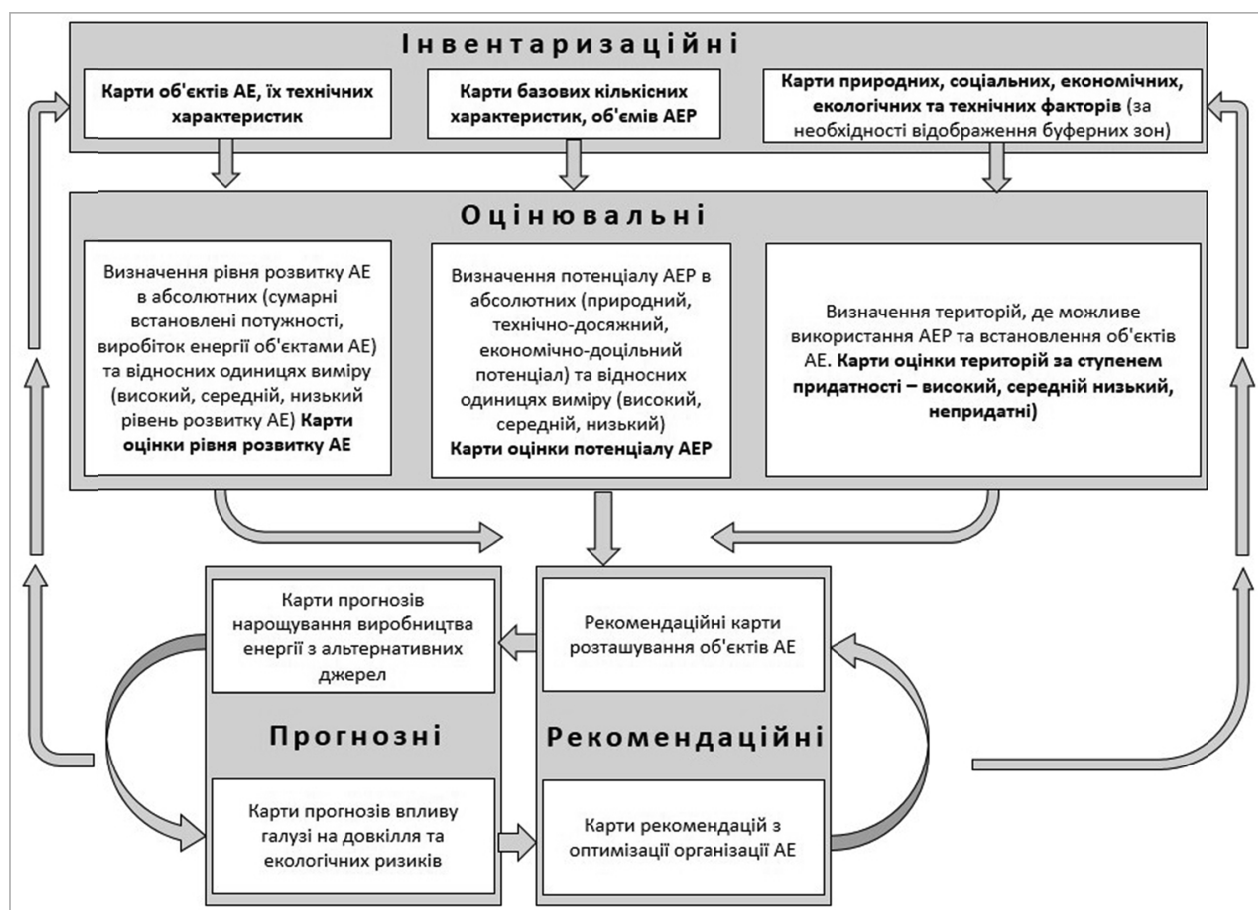 Інвентаризаційні
Карти об'єктів АЕ, їх технічних
характеристик
Карти базових кількісних
характеристик, об'ємів АЕР
Карти природних, соціальних, економічних,
екологічних та технічних факторів (за
необхідності відображення буферних зон)
Оцінювальні
Визначення рівня розвитку АЕ
в абсолютних (сумарні
встановлені потужності,
виробіток енергії об'єктами АЕ)
та відносних одиницях виміру
(високий, середній, низький
рівень розвитку АЕ) Карти
оцінки рівня розвитку АЕ
Визначення потенціалу АЕР в
абсолютних (природний,
технічно-досяжний,
економічно-доцільний
потенціал) та відносних
одиницях виміру (високий,
середній, низький)
Карти оцінки потенціалу АЕР
Визначення територій, де можливе
використання АЕР та встановлення об'єктів
АЕ. Карти оцінки територій за ступенем
придатності – високий, середній низький,
непридатні)
Карти прогнозів
нарощування виробництва
енергії з альтернативних
джерел
Прогнозні
Карти прогнозів впливу
галузі на довкілля та
екологічних ризиків
Рекомендаційні карти
розташування об'єктів АЕ
Рекомендаційні
Карти рекомендацій з
оптимізації організації АЕ